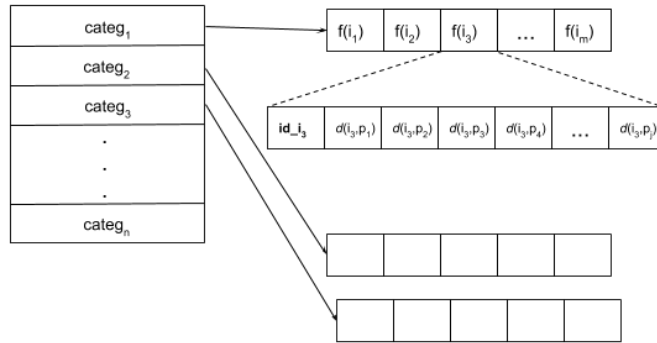 categ₁
categ₂
categ₃
.
.
.
categₙ
f(i₁) f(i₂) f(i₃) ... f(iₘ)
id_i₃ d(i₃,p₁) d(i₃,p₂) d(i₃,p₃) d(i₃,p₄) ... d(i₃,pⱼ)